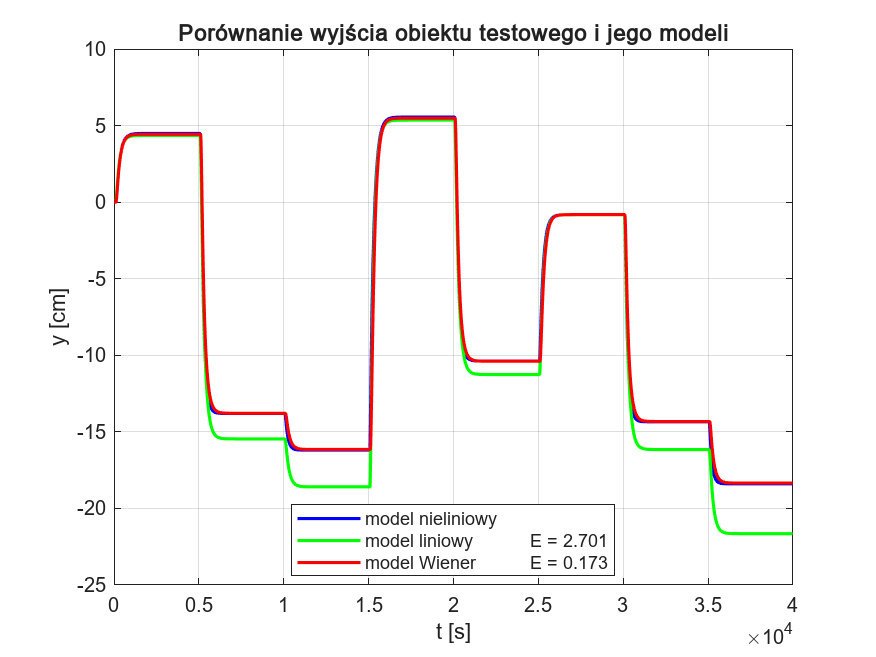 Porównanie wyjścia obiektu testowego i jego modeli
10
5
0
-5
-10
-15
-20
-25
y [cm]
model nieliniowy
model liniowy E = 2.701
model Wiener E = 0.173
0 0.5 1 1.5 2 2.5 3 3.5 4
t [s]
×10^4